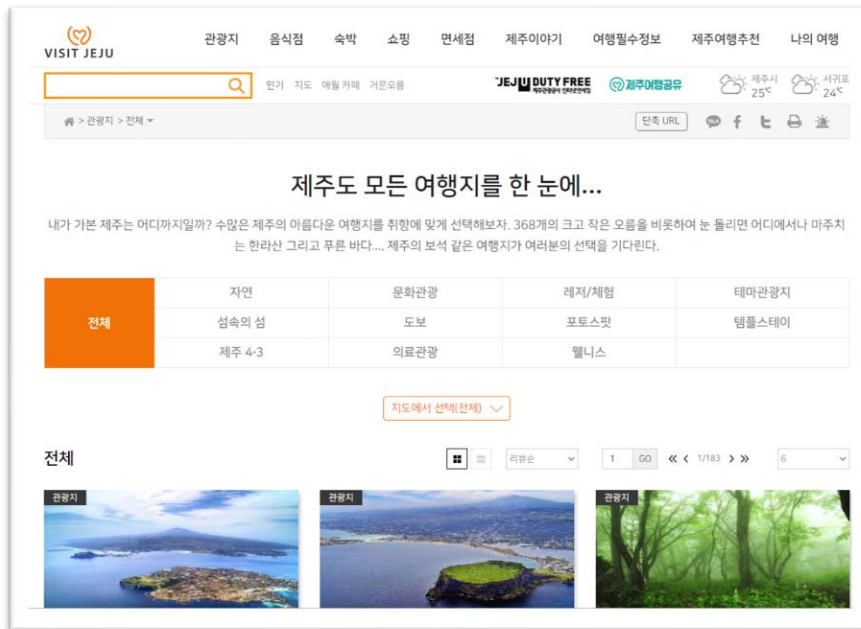 VISIT JEJU
관광지 음식점 숙박 쇼핑 면세점 제주이야기 여행필수정보 제주여행추천 나의 여행
인기 지도 애월 카페 거문오름
JEJU DUTY FREE
제주관광공사 인터넷면세점
제주여행공유
제주시
25℃
서귀포
24℃
> 관광지 > 전체
단축 URL
제주도 모든 여행지를 한 눈에...
내가 가본 제주는 어디까지일까? 수많은 제주의 아름다운 여행지를 취향에 맞게 선택해보자. 368개의 크고 작은 오름을 비롯하여 눈 돌리면 어디에서나 마주치
는 한라산 그리고 푸른 바다.... 제주의 보석 같은 여행지가 여러분의 선택을 기다린다.
전체
자연 문화관광 레저/체험 테마관광지
섬속의 섬 도보 포토스팟 템플스테이
제주 4·3 의료관광 웰니스
지도에서 선택(전체)
전체
리뷰순 1 GO 1/183 6
관광지 관광지 관광지